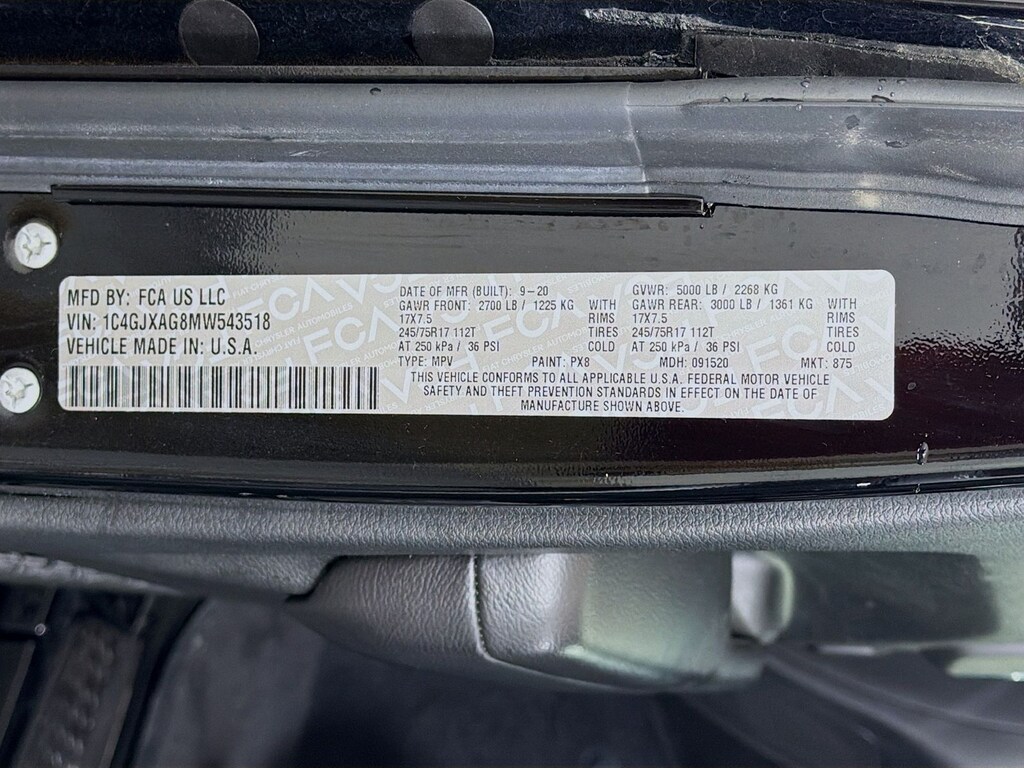 MFD BY: FCA US LLC
VIN: 1C4GJXAG8MW543518
VEHICLE MADE IN: U.S.A.
DATE OF MFR (BUILT): 9-20 GVWR: 5000 LB / 2268 KG
GAWR FRONT: 2700 LB / 1225 KG WITH GAWR REAR: 3000 LB / 1361 KG WITH
17X7.5 RIMS 17X7.5 RIMS
245/75R17 112T 245/75R17 112T
AT 250 kPa / 36 PSI COLD AT 250 kPa / 36 PSI COLD
TYPE: MPV PAINT: PX8 MDH: 091520 MKT: 875
THIS VEHICLE CONFORMS TO ALL APPLICABLE U.S.A. FEDERAL MOTOR VEHICLE
SAFETY AND THEFT PREVENTION STANDARDS IN EFFECT ON THE DATE OF
MANUFACTURE SHOWN ABOVE.